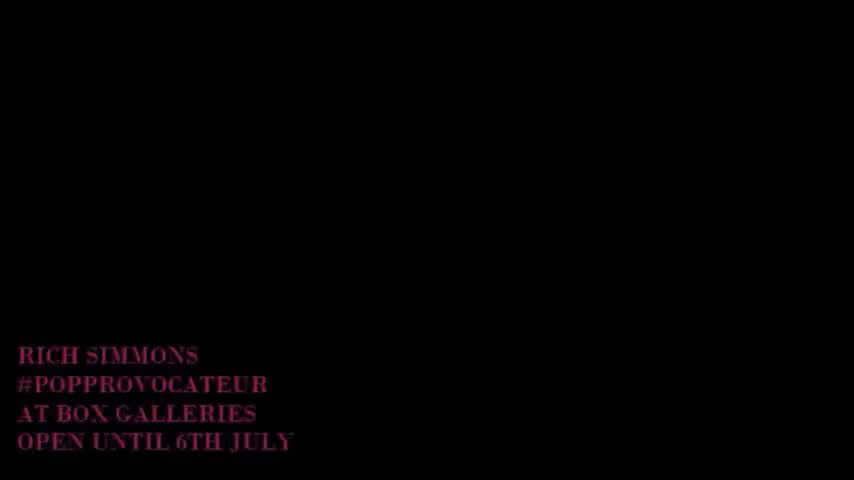 RICH SIMMONS
#POPPROVOCATEUR
AT BOX GALLERIES
OPEN UNTIL 6TH JULY